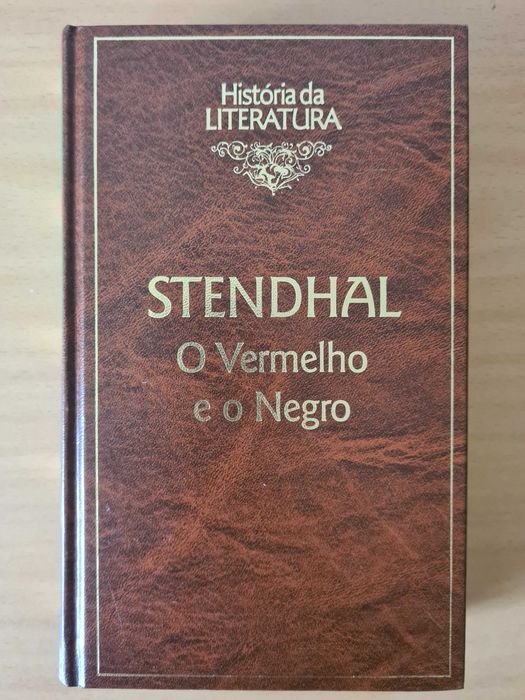 História da
LITERATURA
STENDHAL
O Vermelho
e o Negro